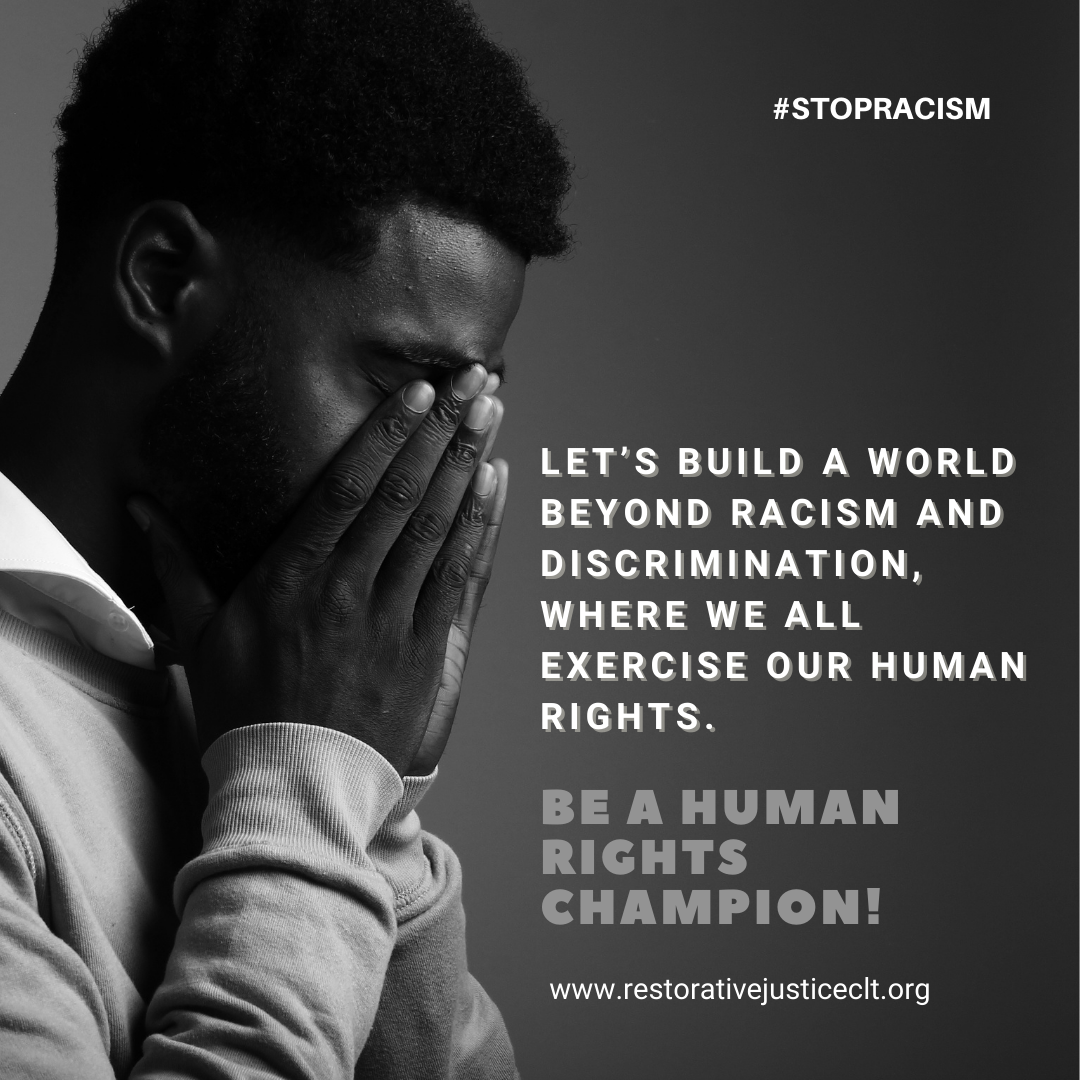 #STOPRACISM
LET’S BUILD A WORLD
BEYOND RACISM AND
DISCRIMINATION,
WHERE WE ALL
EXERCISE OUR HUMAN
RIGHTS.
BE A HUMAN
RIGHTS
CHAMPION!
www.restorativejusticeclt.org